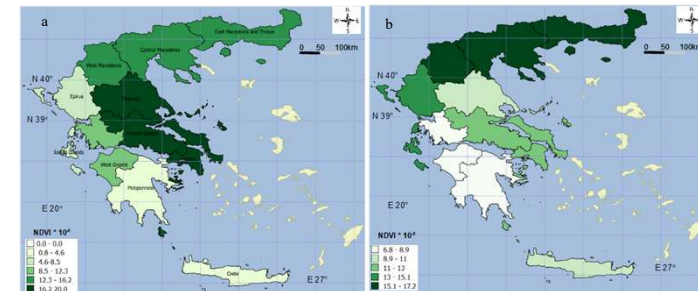 a
N
W E
S
0 50 100km
East Macedonia and Thrace
Central Macedonia
West Macedonia
N 40°
Epirus
Thessaly
N 39°
Ionian Islands
West Greece
Peloponnese
E 20°
NDVI * 10⁴
0.0 - 0.0
0.8 - 4.6
4.6-8.5
8.5 - 12.3
12.3 - 16.2
16.2 20.0
Crete
E 27°
b
N
W E
S
0 50 100km
N 40°
N 39°
E 20°
NDVI * 10⁴
6.8 - 8.9
8.9 - 11
11 - 13
13 - 15.1
15.1 - 17.2
E 27°